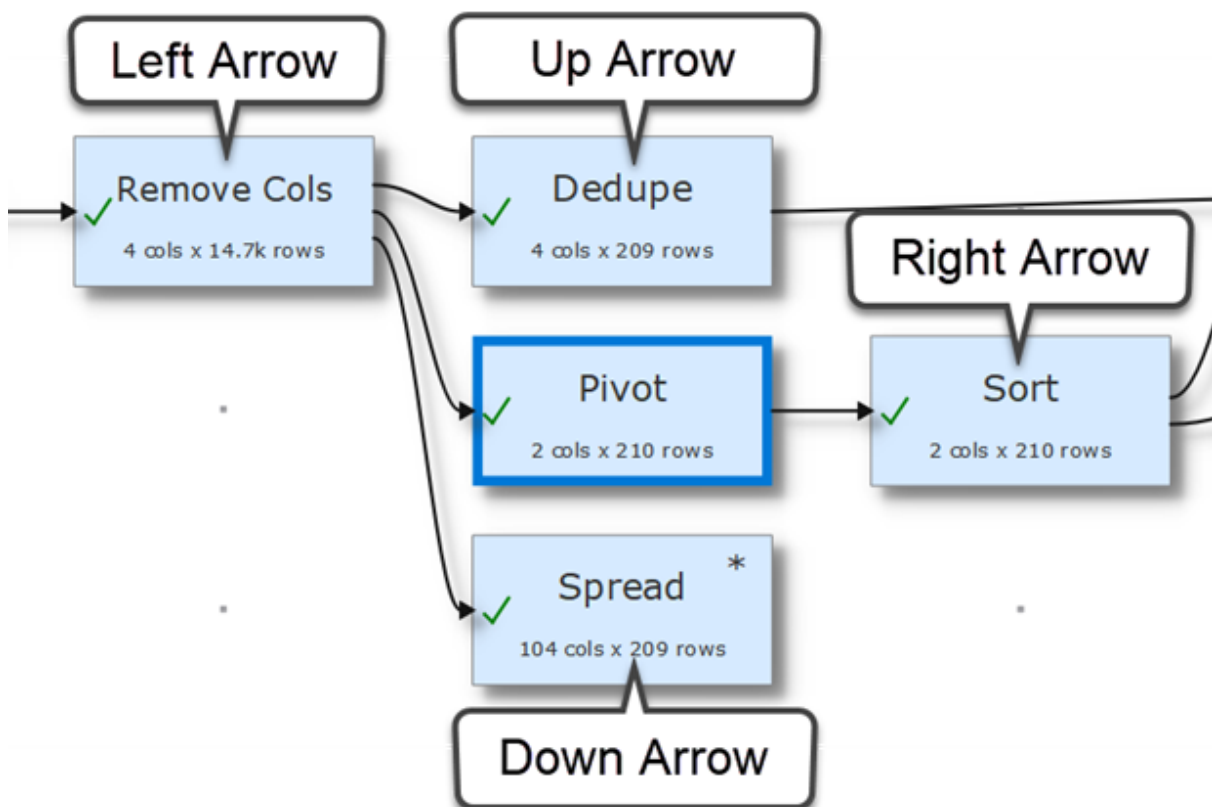 Left Arrow
Up Arrow
Remove Cols
4 cols x 14.7k rows
Dedupe
4 cols x 209 rows
Right Arrow
Pivot
2 cols x 210 rows
Sort
2 cols x 210 rows
Spread
*
104 cols x 209 rows
Down Arrow